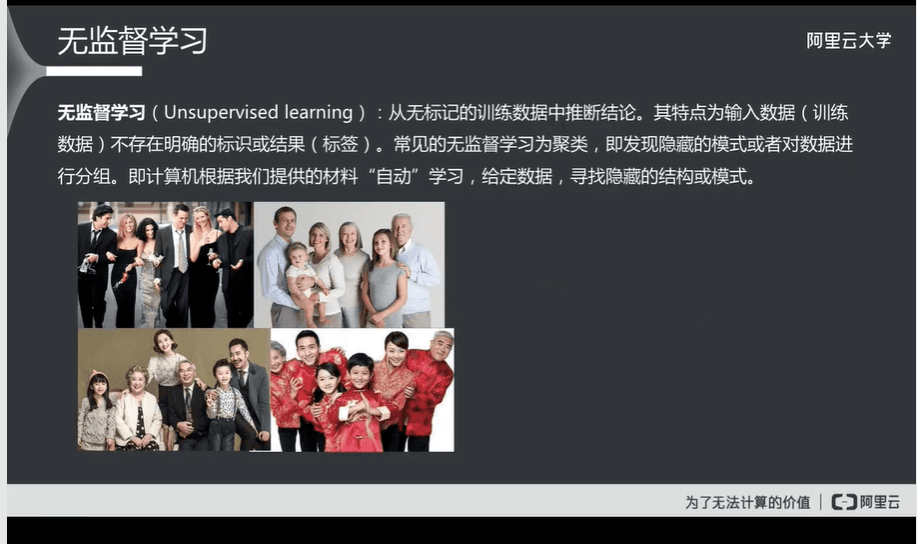 无监督学习
阿里云大学
无监督学习（Unsupervised learning）：从无标记的训练数据中推断结论。其特点为输入数据（训练
数据）不存在明确的标识或结果（标签）。常见的无监督学习为聚类，即发现隐藏的模式或者对数据进
行分组。即计算机根据我们提供的材料“自动”学习，给定数据，寻找隐藏的结构或模式。
为了无法计算的价值 | 阿里云